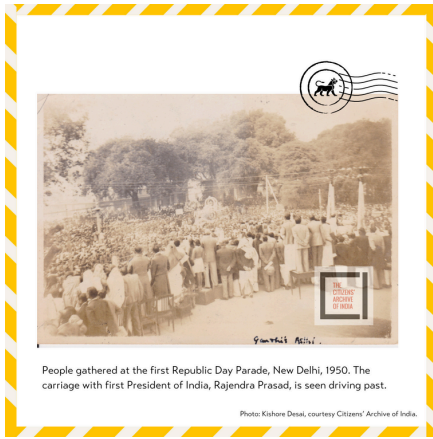 THE
CITIZENS'
ARCHIVE
OF INDIA
People gathered at the first Republic Day Parade, New Delhi, 1950. The
carriage with first President of India, Rajendra Prasad, is seen driving past.
Photo: Kishore Desai, courtesy Citizens' Archive of India.